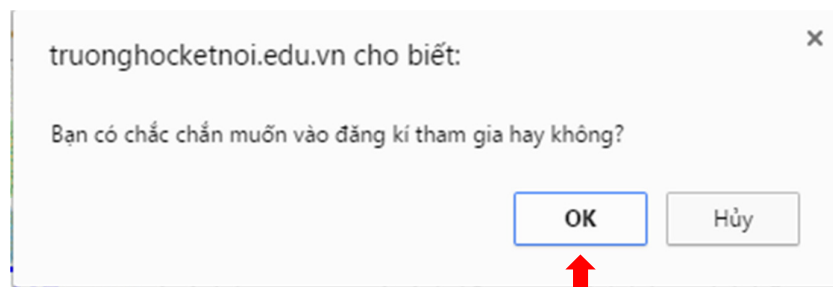 truonghocketnoi.edu.vn cho biết:
Bạn có chắc chắn muốn vào đăng kí tham gia hay không?
OK
Hủy